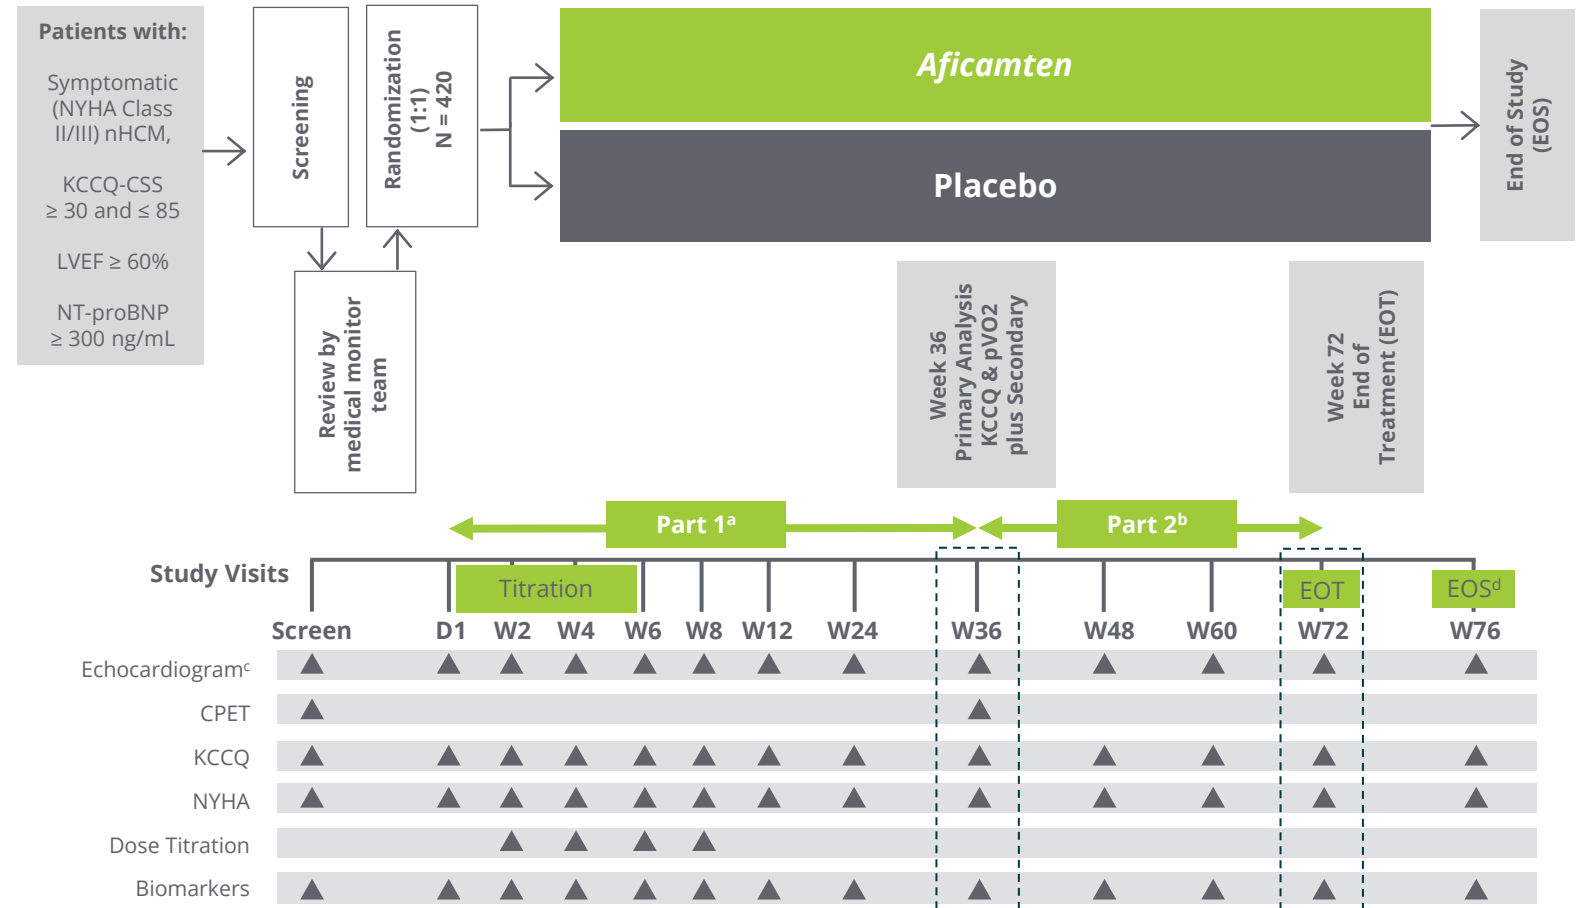 Patients with:
Symptomatic
(NYHA Class
II/III) nHCM,
KCCQ-CSS
≥ 30 and ≤ 85
LVEF ≥ 60%
NT-proBNP
≥ 300 ng/mL
Screening
Review by
medical monitor
team
Randomization
(1:1)
N = 420
Aficamten
Placebo
End of Study
(EOS)
Week 36
Primary Analysis
KCCQ & pVO2
plus Secondary
Week 72
End of
Treatment (EOT)
Part 1ᵃ
Part 2ᵇ
Study Visits
Titration
EOT
EOSᵈ
Screen D1 W2 W4 W6 W8 W12 W24 W36 W48 W60 W72 W76
Echocardiogramᶜ
CPET
KCCQ
NYHA
Dose Titration
Biomarkers